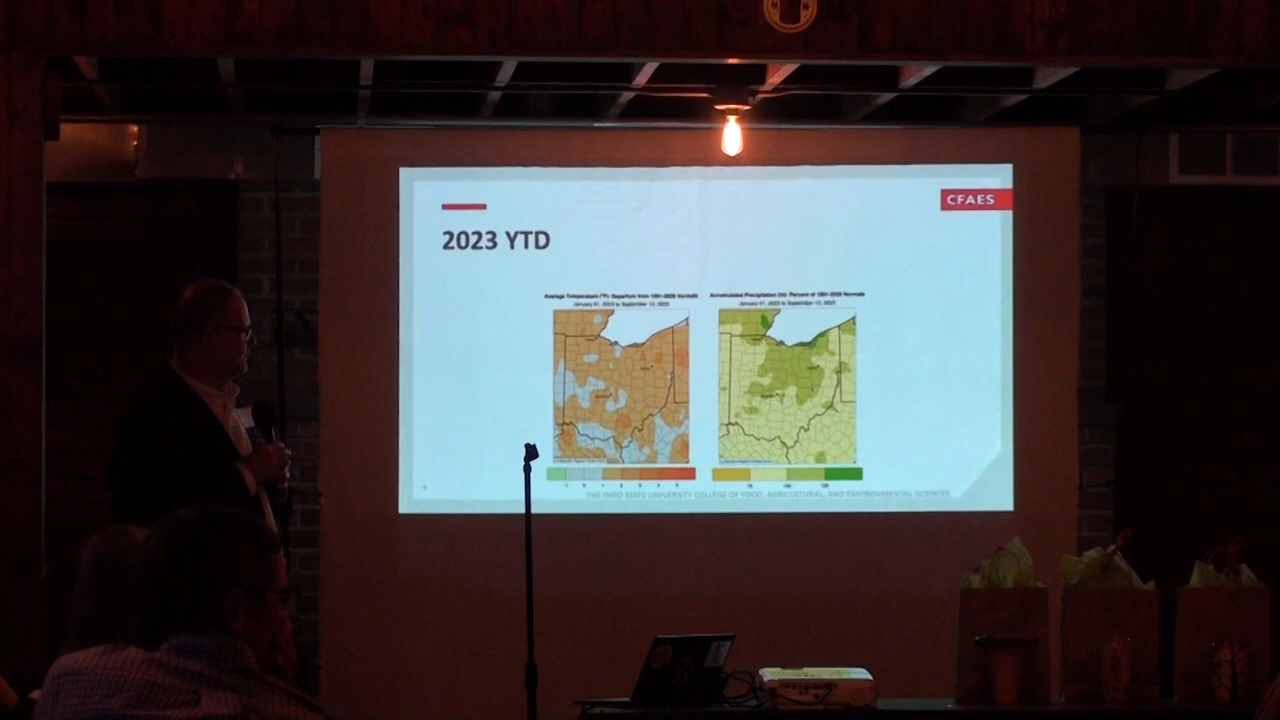 CFAES
2023 YTD
Average Temperature (°F): Departure from 1991-2020 Normals
January 01, 2023 to September 12, 2023
Accumulated Precipitation (in): Percent of 1991-2020 Normals
January 01, 2023 to September 12, 2023
THE OHIO STATE UNIVERSITY COLLEGE OF FOOD, AGRICULTURAL, AND ENVIRONMENTAL SCIENCES